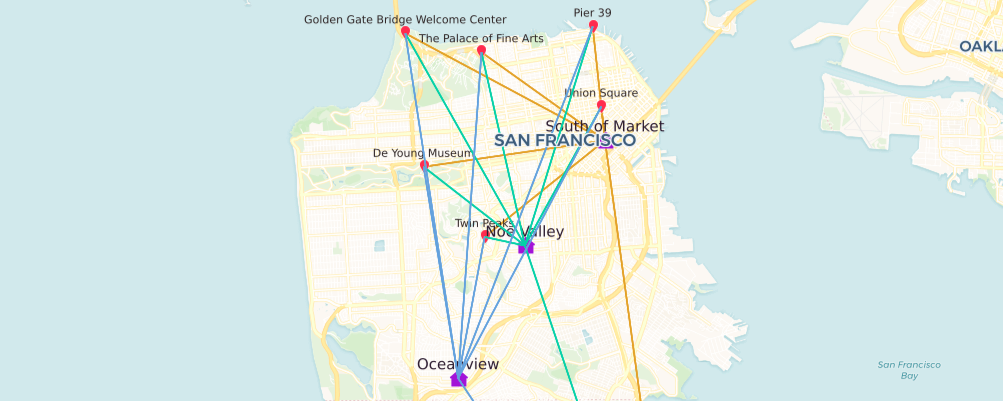 Pier 39
Golden Gate Bridge Welcome Center
The Palace of Fine Arts
OAKL
Union Square
South of Market
SAN FRANCISCO
De Young Museum
Twin Peaks
Noe Valley
Oceanview
San Francisco
Bay